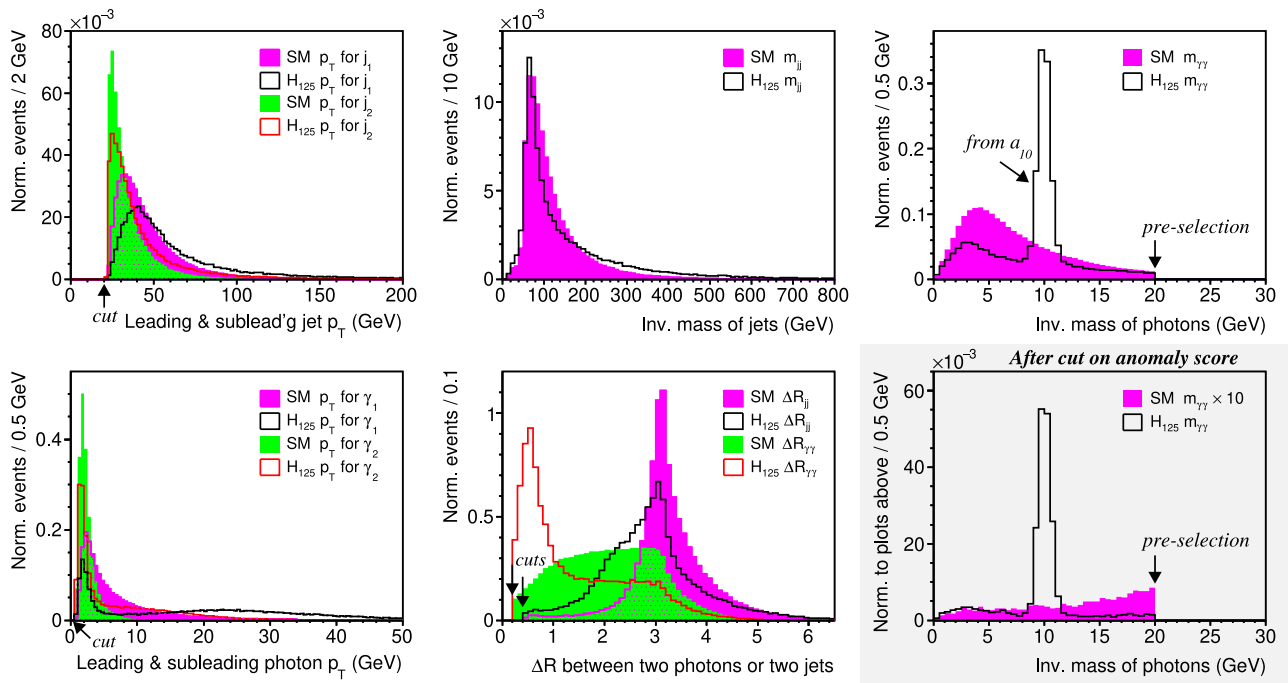 ×10⁻³
80
60
40
20
0
Norm. events / 2 GeV
SM p_T for j_1
H_125 p_T for j_1
SM p_T for j_2
H_125 p_T for j_2
0 50 100 150 200
cut
Leading & sublead'g jet p_T (GeV)
×10⁻³
10
5
0
Norm. events / 10 GeV
SM m_jj
H_125 m_jj
0 100 200 300 400 500 600 700 800
Inv. mass of jets (GeV)
0.3
0.2
0.1
0
Norm. events / 0.5 GeV
SM m_γγ
H_125 m_γγ
from a_10
pre-selection
0 5 10 15 20 25 30
Inv. mass of photons (GeV)
0.4
0.2
0
Norm. events / 0.5 GeV
SM p_T for γ_1
H_125 p_T for γ_1
SM p_T for γ_2
H_125 p_T for γ_2
0 10 20 30 40 50
cut
Leading & subleading photon p_T (GeV)
1
0.5
0
Norm. events / 0.1
SM ΔR_jj
H_125 ΔR_jj
SM ΔR_γγ
H_125 ΔR_γγ
cuts
0 1 2 3 4 5 6
ΔR between two photons or two jets
After cut on anomaly score
×10⁻³
60
40
20
0
Norm. to plots above / 0.5 GeV
SM m_γγ × 10
H_125 m_γγ
pre-selection
0 5 10 15 20 25 30
Inv. mass of photons (GeV)